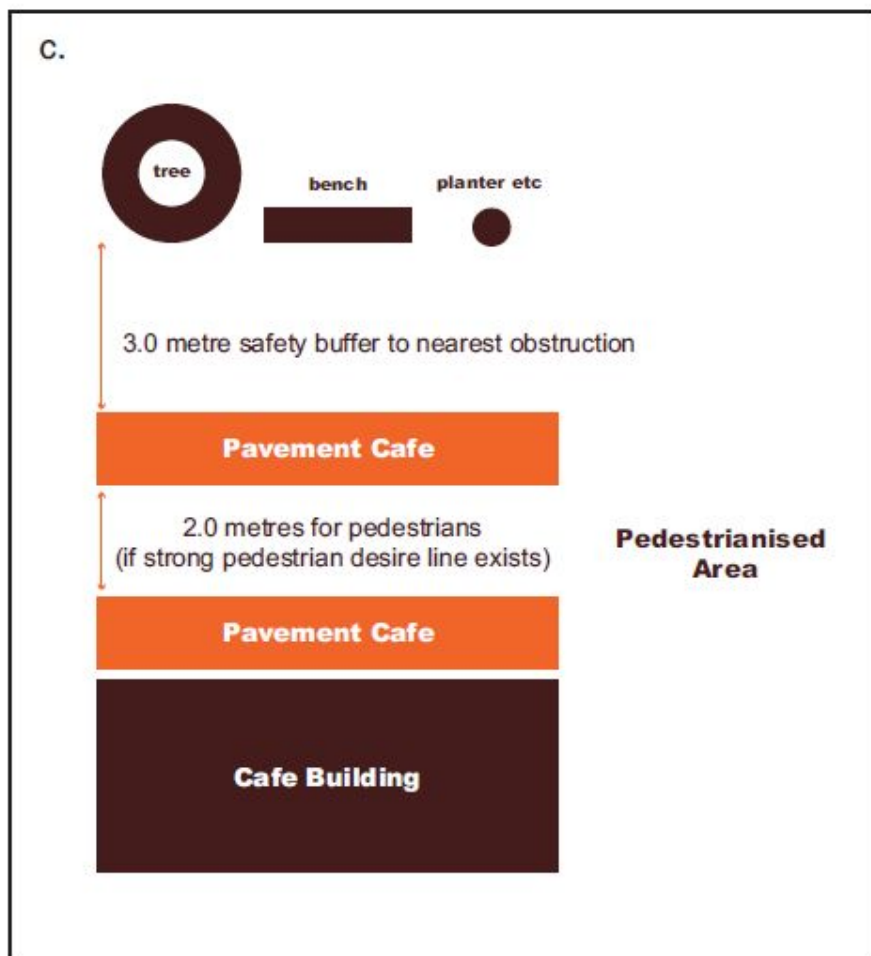 c.
tree
bench
planter etc
3.0 metre safety buffer to nearest obstruction
Pavement Cafe
2.0 metres for pedestrians
(if strong pedestrian desire line exists)
Pedestrianised
Area
Pavement Cafe
Cafe Building